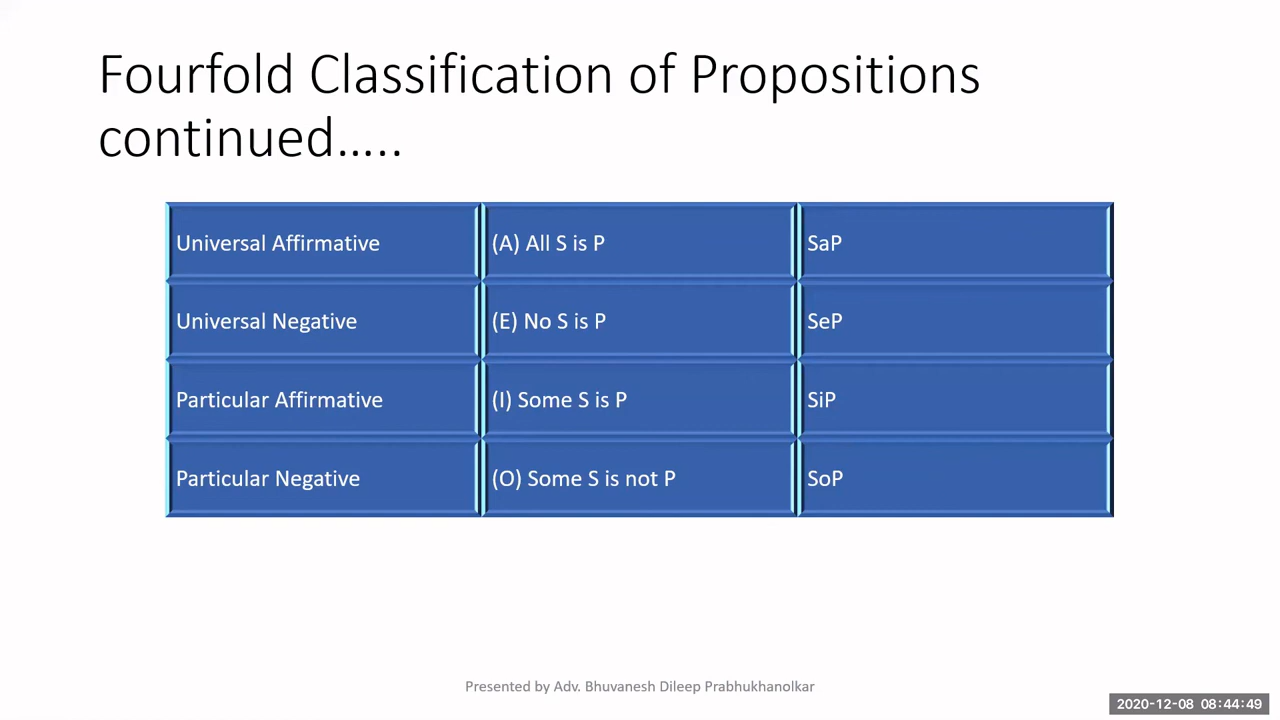 Fourfold Classification of Propositions
continued.....
Universal Affirmative
(A) All S is P
SaP
Universal Negative
(E) No S is P
SeP
Particular Affirmative
(I) Some S is P
SiP
Particular Negative
(O) Some S is not P
SoP
Presented by Adv. Bhuvanesh Dileep Prabhukhanolkar
2020-12-08 08:44:49